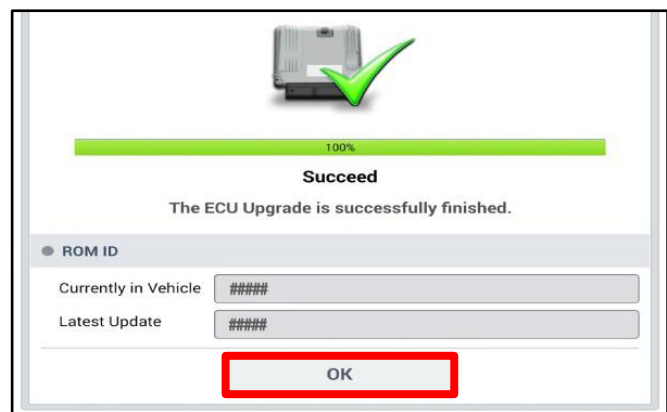 100%
Succeed
The ECU Upgrade is successfully finished.
ROM ID
Currently in Vehicle #####
Latest Update #####
OK